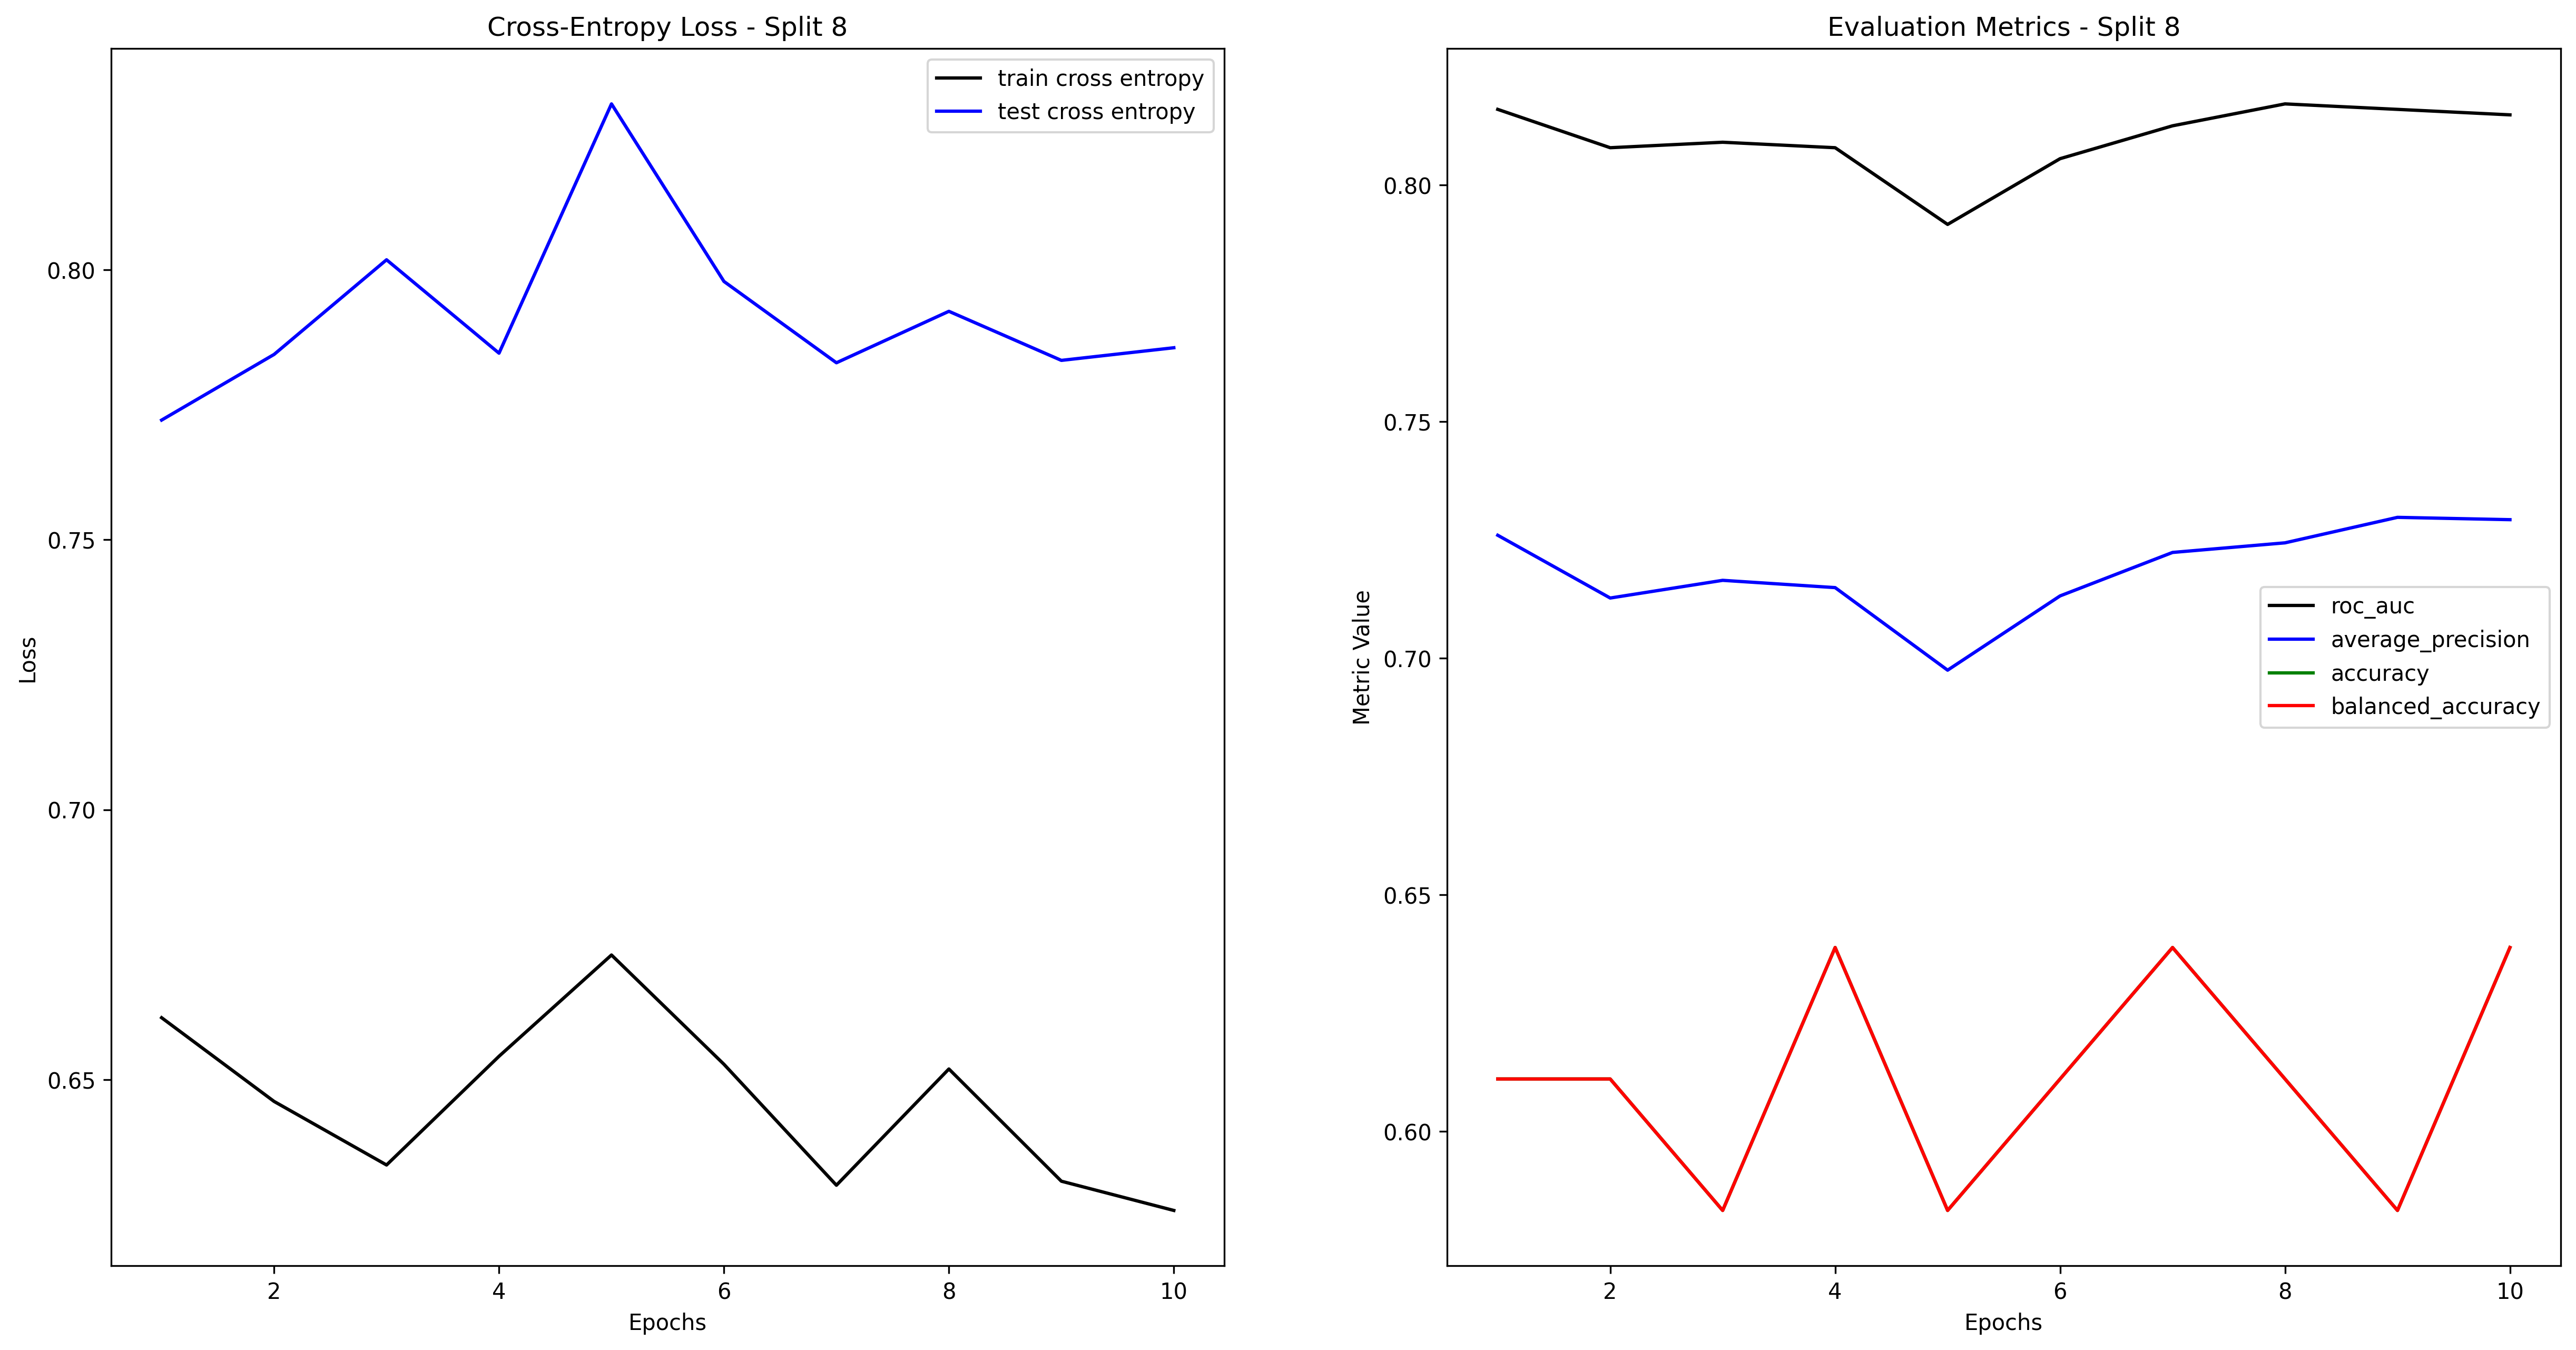 Cross-Entropy Loss - Split 8
train cross entropy
test cross entropy
0.80
0.75
0.70
0.65
Loss
2 4 6 8 10
Epochs
Evaluation Metrics - Split 8
0.80
0.75
0.70
0.65
0.60
Metric Value
roc_auc
average_precision
accuracy
balanced_accuracy
2 4 6 8 10
Epochs